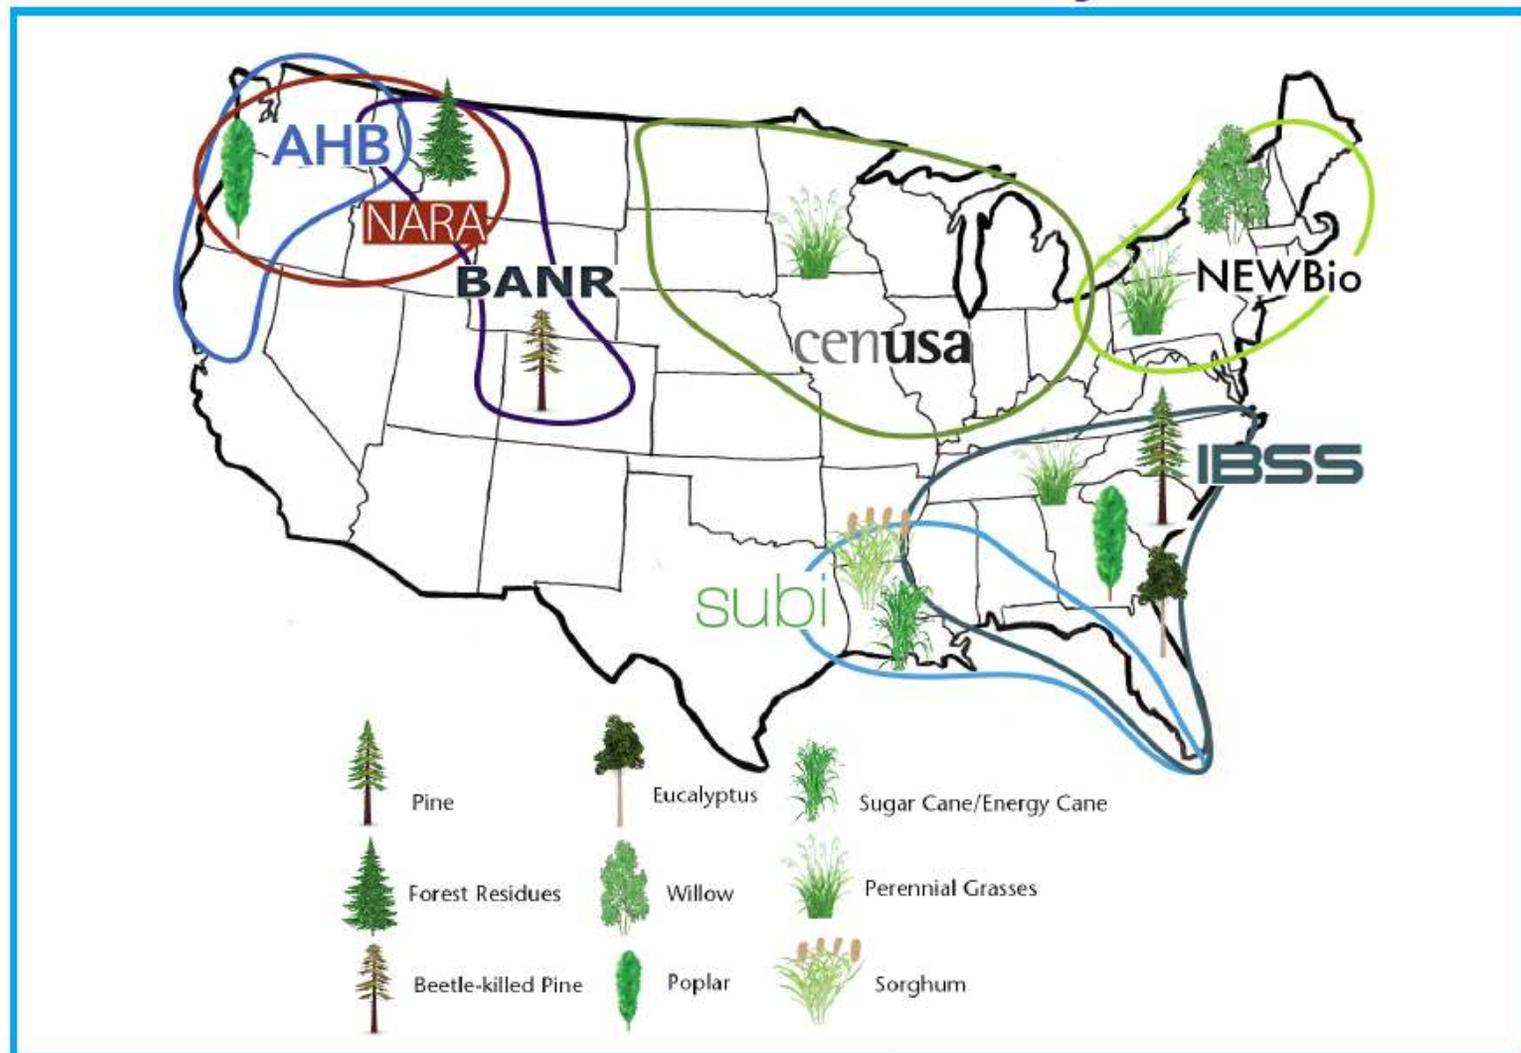 AHB
NARA
BANR
cenusa
NEWBio
IBSS
subi
Pine
Eucalyptus
Sugar Cane/Energy Cane
Forest Residues
Willow
Perennial Grasses
Beetle-killed Pine
Poplar
Sorghum